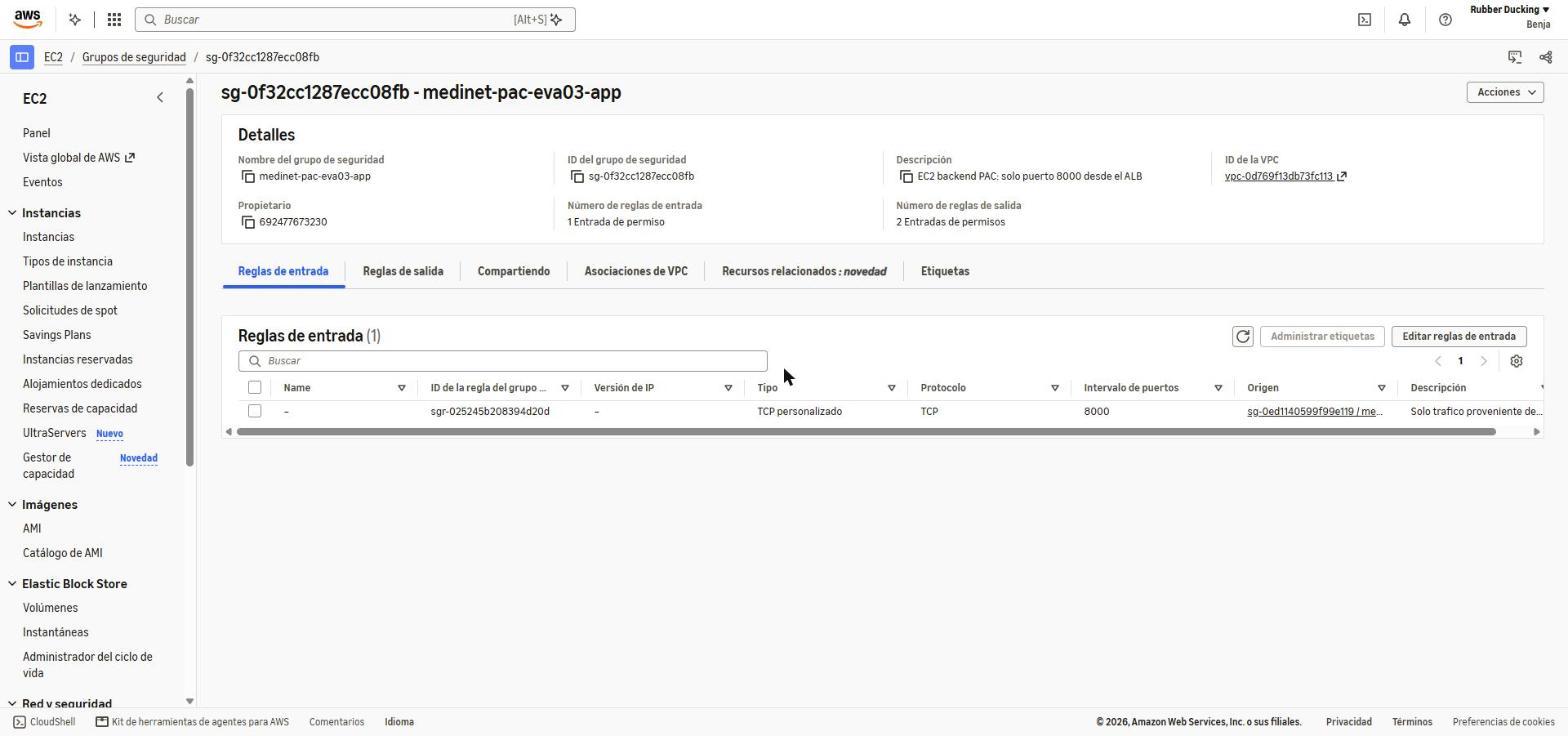 aws
Buscar
[Alt+S]
Rubber Ducking
Benja
EC2 / Grupos de seguridad / sg-0f32cc1287ecc08fb
EC2
Panel
Vista global de AWS
Eventos
Instancias
Instancias
Tipos de instancia
Plantillas de lanzamiento
Solicitudes de spot
Savings Plans
Instancias reservadas
Alojamientos dedicados
Reservas de capacidad
UltraServers Nuevo
Gestor de capacidad Novedad
Imágenes
AMI
Catálogo de AMI
Elastic Block Store
Volúmenes
Instantáneas
Administrador del ciclo de vida
Red y seguridad
sg-0f32cc1287ecc08fb - medinet-pac-eva03-app
Acciones
Detalles
Nombre del grupo de seguridad
medinet-pac-eva03-app
ID del grupo de seguridad
sg-0f32cc1287ecc08fb
Descripción
EC2 backend PAC: solo puerto 8000 desde el ALB
ID de la VPC
vpc-0d769f13db73fc113
Propietario
692477673230
Número de reglas de entrada
1 Entrada de permiso
Número de reglas de salida
2 Entradas de permisos
Reglas de entrada
Reglas de salida
Compartiendo
Asociaciones de VPC
Recursos relacionados : novedad
Etiquetas
Reglas de entrada (1)
Administrar etiquetas
Editar reglas de entrada
Buscar
1
Name
ID de la regla del grupo ...
Versión de IP
Tipo
Protocolo
Intervalo de puertos
Origen
Descripción
–
sgr-025245b208394d20d
–
TCP personalizado
TCP
8000
sg-0ed1140599f99e119 / me...
Solo trafico proveniente de...
CloudShell
Kit de herramientas de agentes para AWS
Comentarios
Idioma
© 2026, Amazon Web Services, Inc. o sus filiales.
Privacidad
Términos
Preferencias de cookies